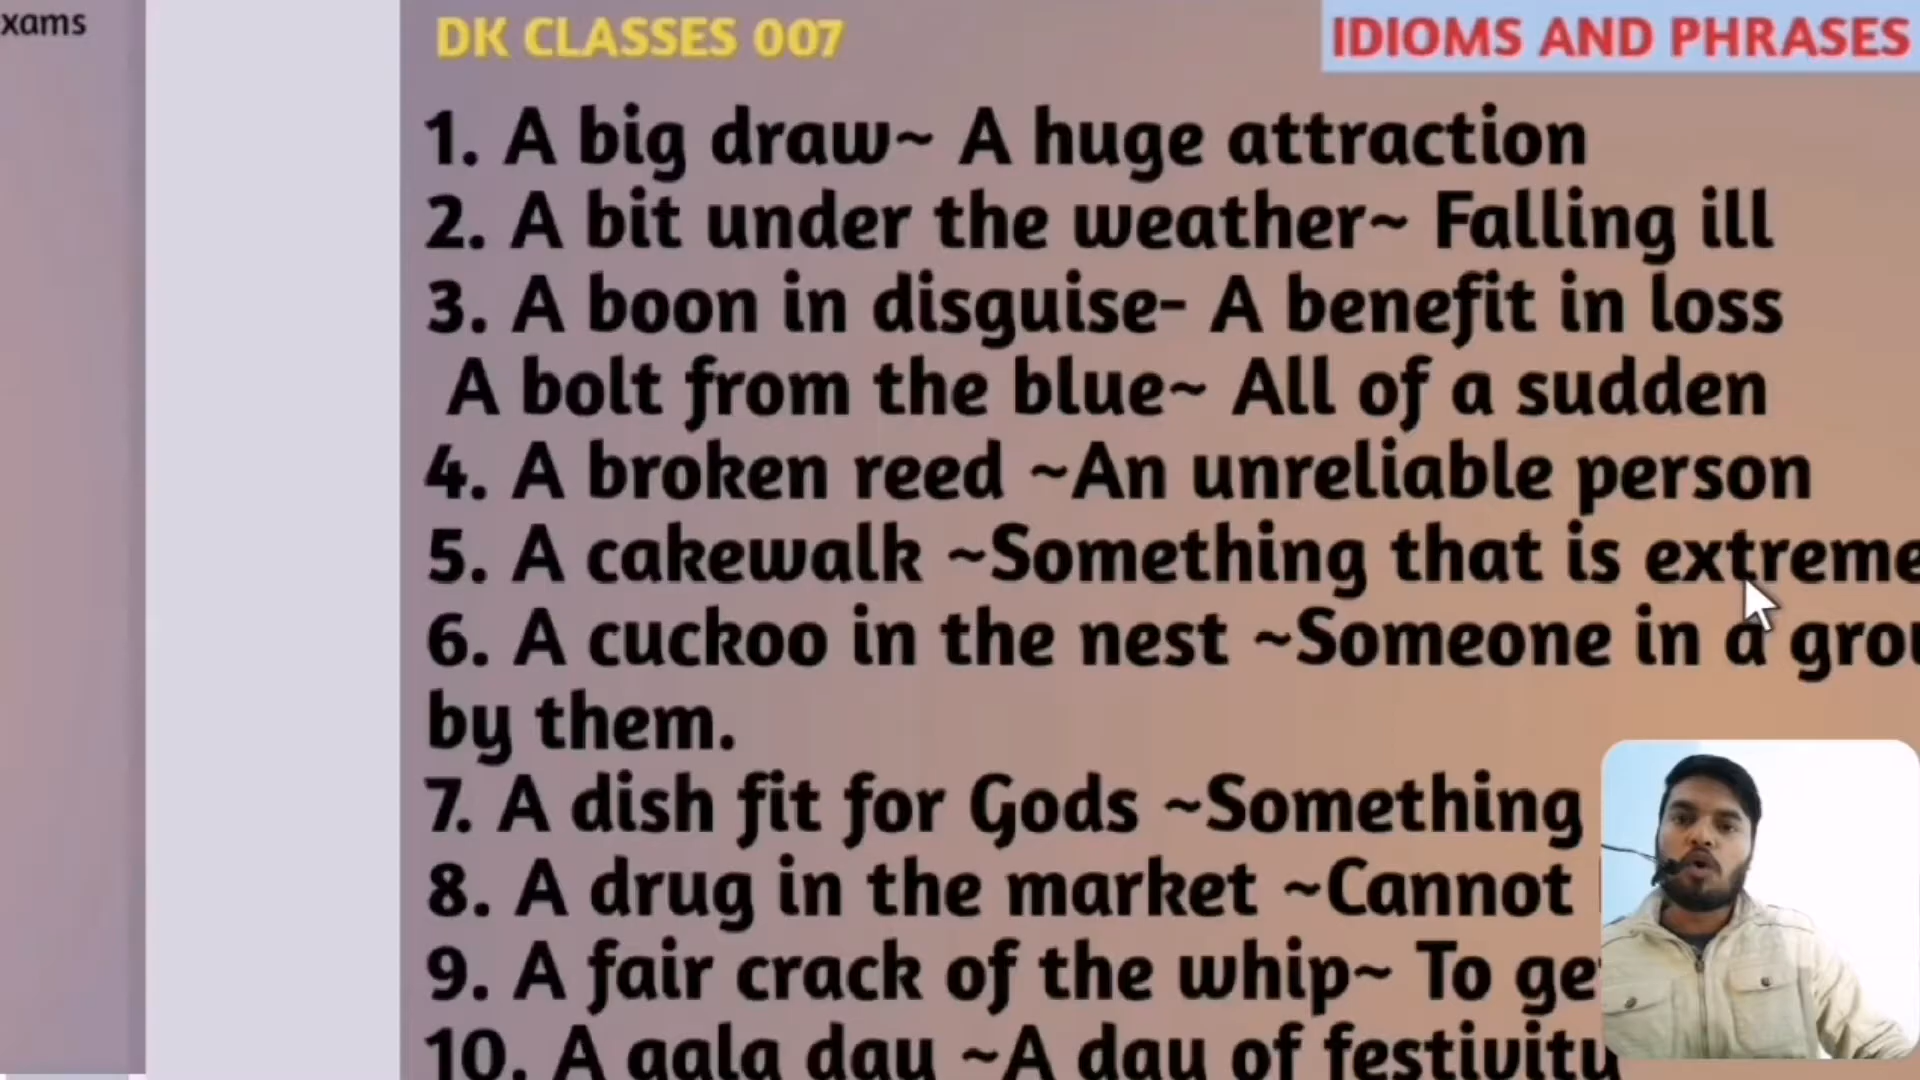 xams
DK CLASSES 007
IDIOMS AND PHRASES
1. A big draw~ A huge attraction
2. A bit under the weather~ Falling ill
3. A boon in disguise- A benefit in loss
A bolt from the blue~ All of a sudden
4. A broken reed ~An unreliable person
5. A cakewalk ~Something that is extreme
6. A cuckoo in the nest ~Someone in a grou
by them.
7. A dish fit for Gods ~Something
8. A drug in the market ~Cannot
9. A fair crack of the whip~ To ge
10. A gala day ~A day of festivity